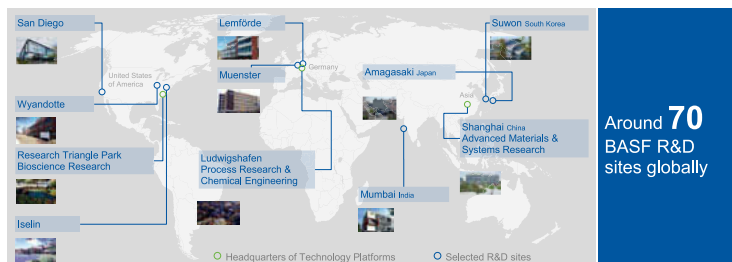 San Diego
Lemförde
Suwon South Korea
United States
of America
Germany
Muenster
Amagasaki Japan
Asia
Wyandotte
Shanghai China
Advanced Materials &
Systems Research
Research Triangle Park
Bioscience Research
Ludwigshafen
Process Research &
Chemical Engineering
Mumbai India
Iselin
Headquarters of Technology Platforms
Selected R&D sites
Around 70
BASF R&D
sites globally